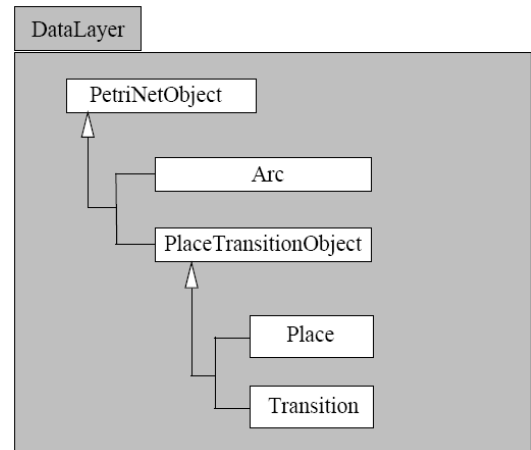 DataLayer
PetriNetObject
Arc
PlaceTransitionObject
Place
Transition